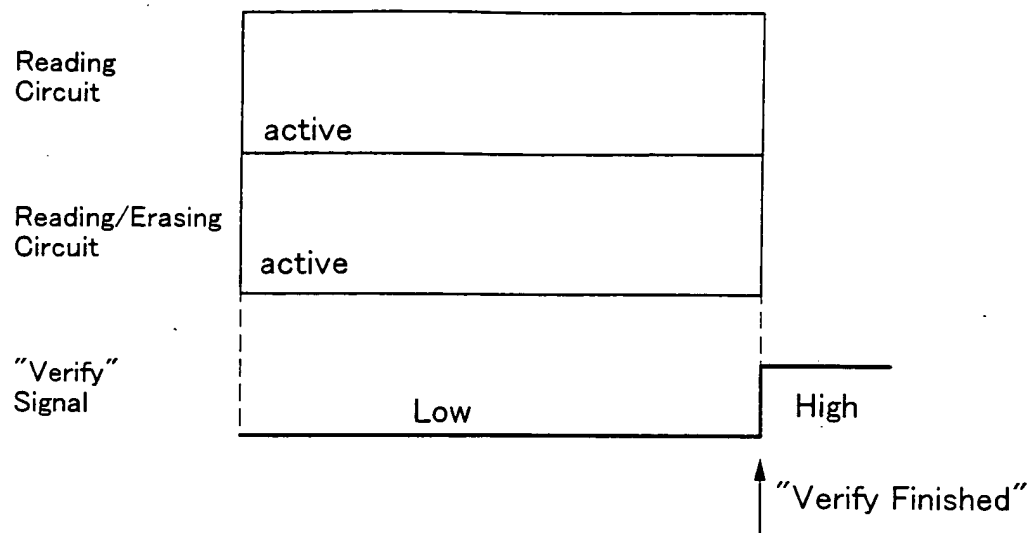 Reading
Circuit
active
Reading/Erasing
Circuit
active
"Verify"
Signal
Low
High
"Verify Finished"